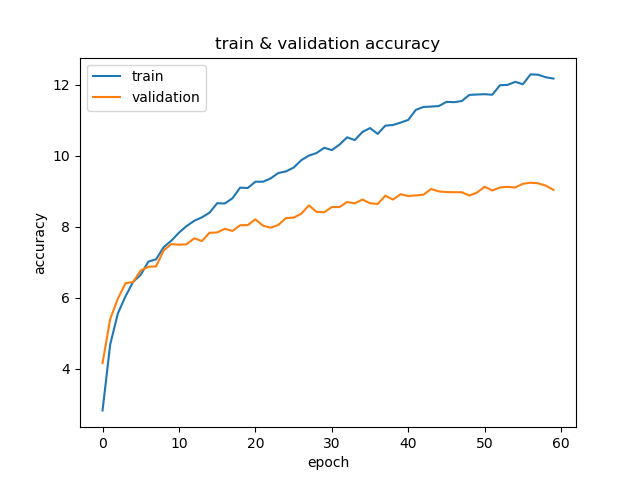 train & validation accuracy
train
validation
accuracy
12
10
8
6
4
0 10 20 30 40 50 60
epoch